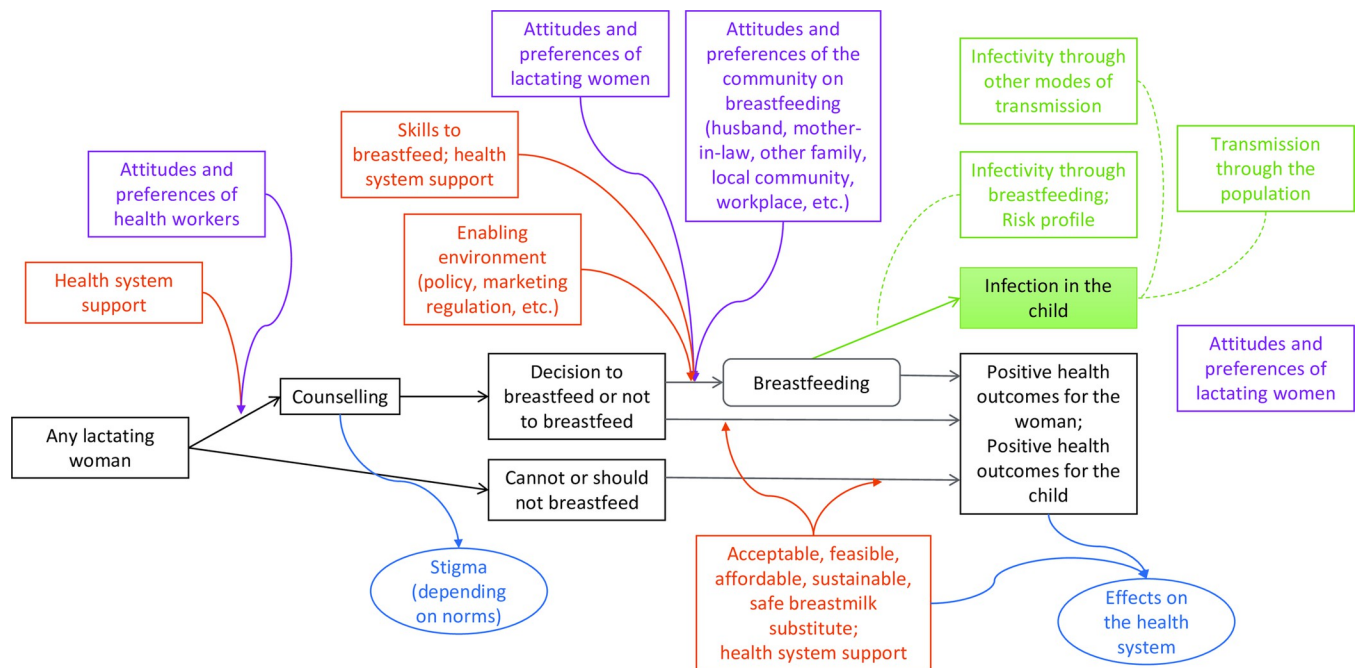 Attitudes and
preferences of
lactating women
Attitudes and
preferences of the
community on
breastfeeding
(husband, mother-
in-law, other family,
local community,
workplace, etc.)
Infectivity through
other modes of
transmission
Skills to
breastfeed; health
system support
Transmission
through the
population
Attitudes and
preferences of
health workers
Infectivity through
breastfeeding;
Risk profile
Enabling
environment
(policy, marketing
regulation, etc.)
Health system
support
Infection in the
child
Attitudes and
preferences of
lactating women
Any lactating
woman
Counselling
Decision to
breastfeed or not
to breastfeed
Breastfeeding
Positive health
outcomes for the
woman;
Positive health
outcomes for the
child
Cannot or should
not breastfeed
Stigma
(depending
on norms)
Acceptable, feasible,
affordable, sustainable,
safe breastmilk
substitute;
health system support
Effects on
the health
system